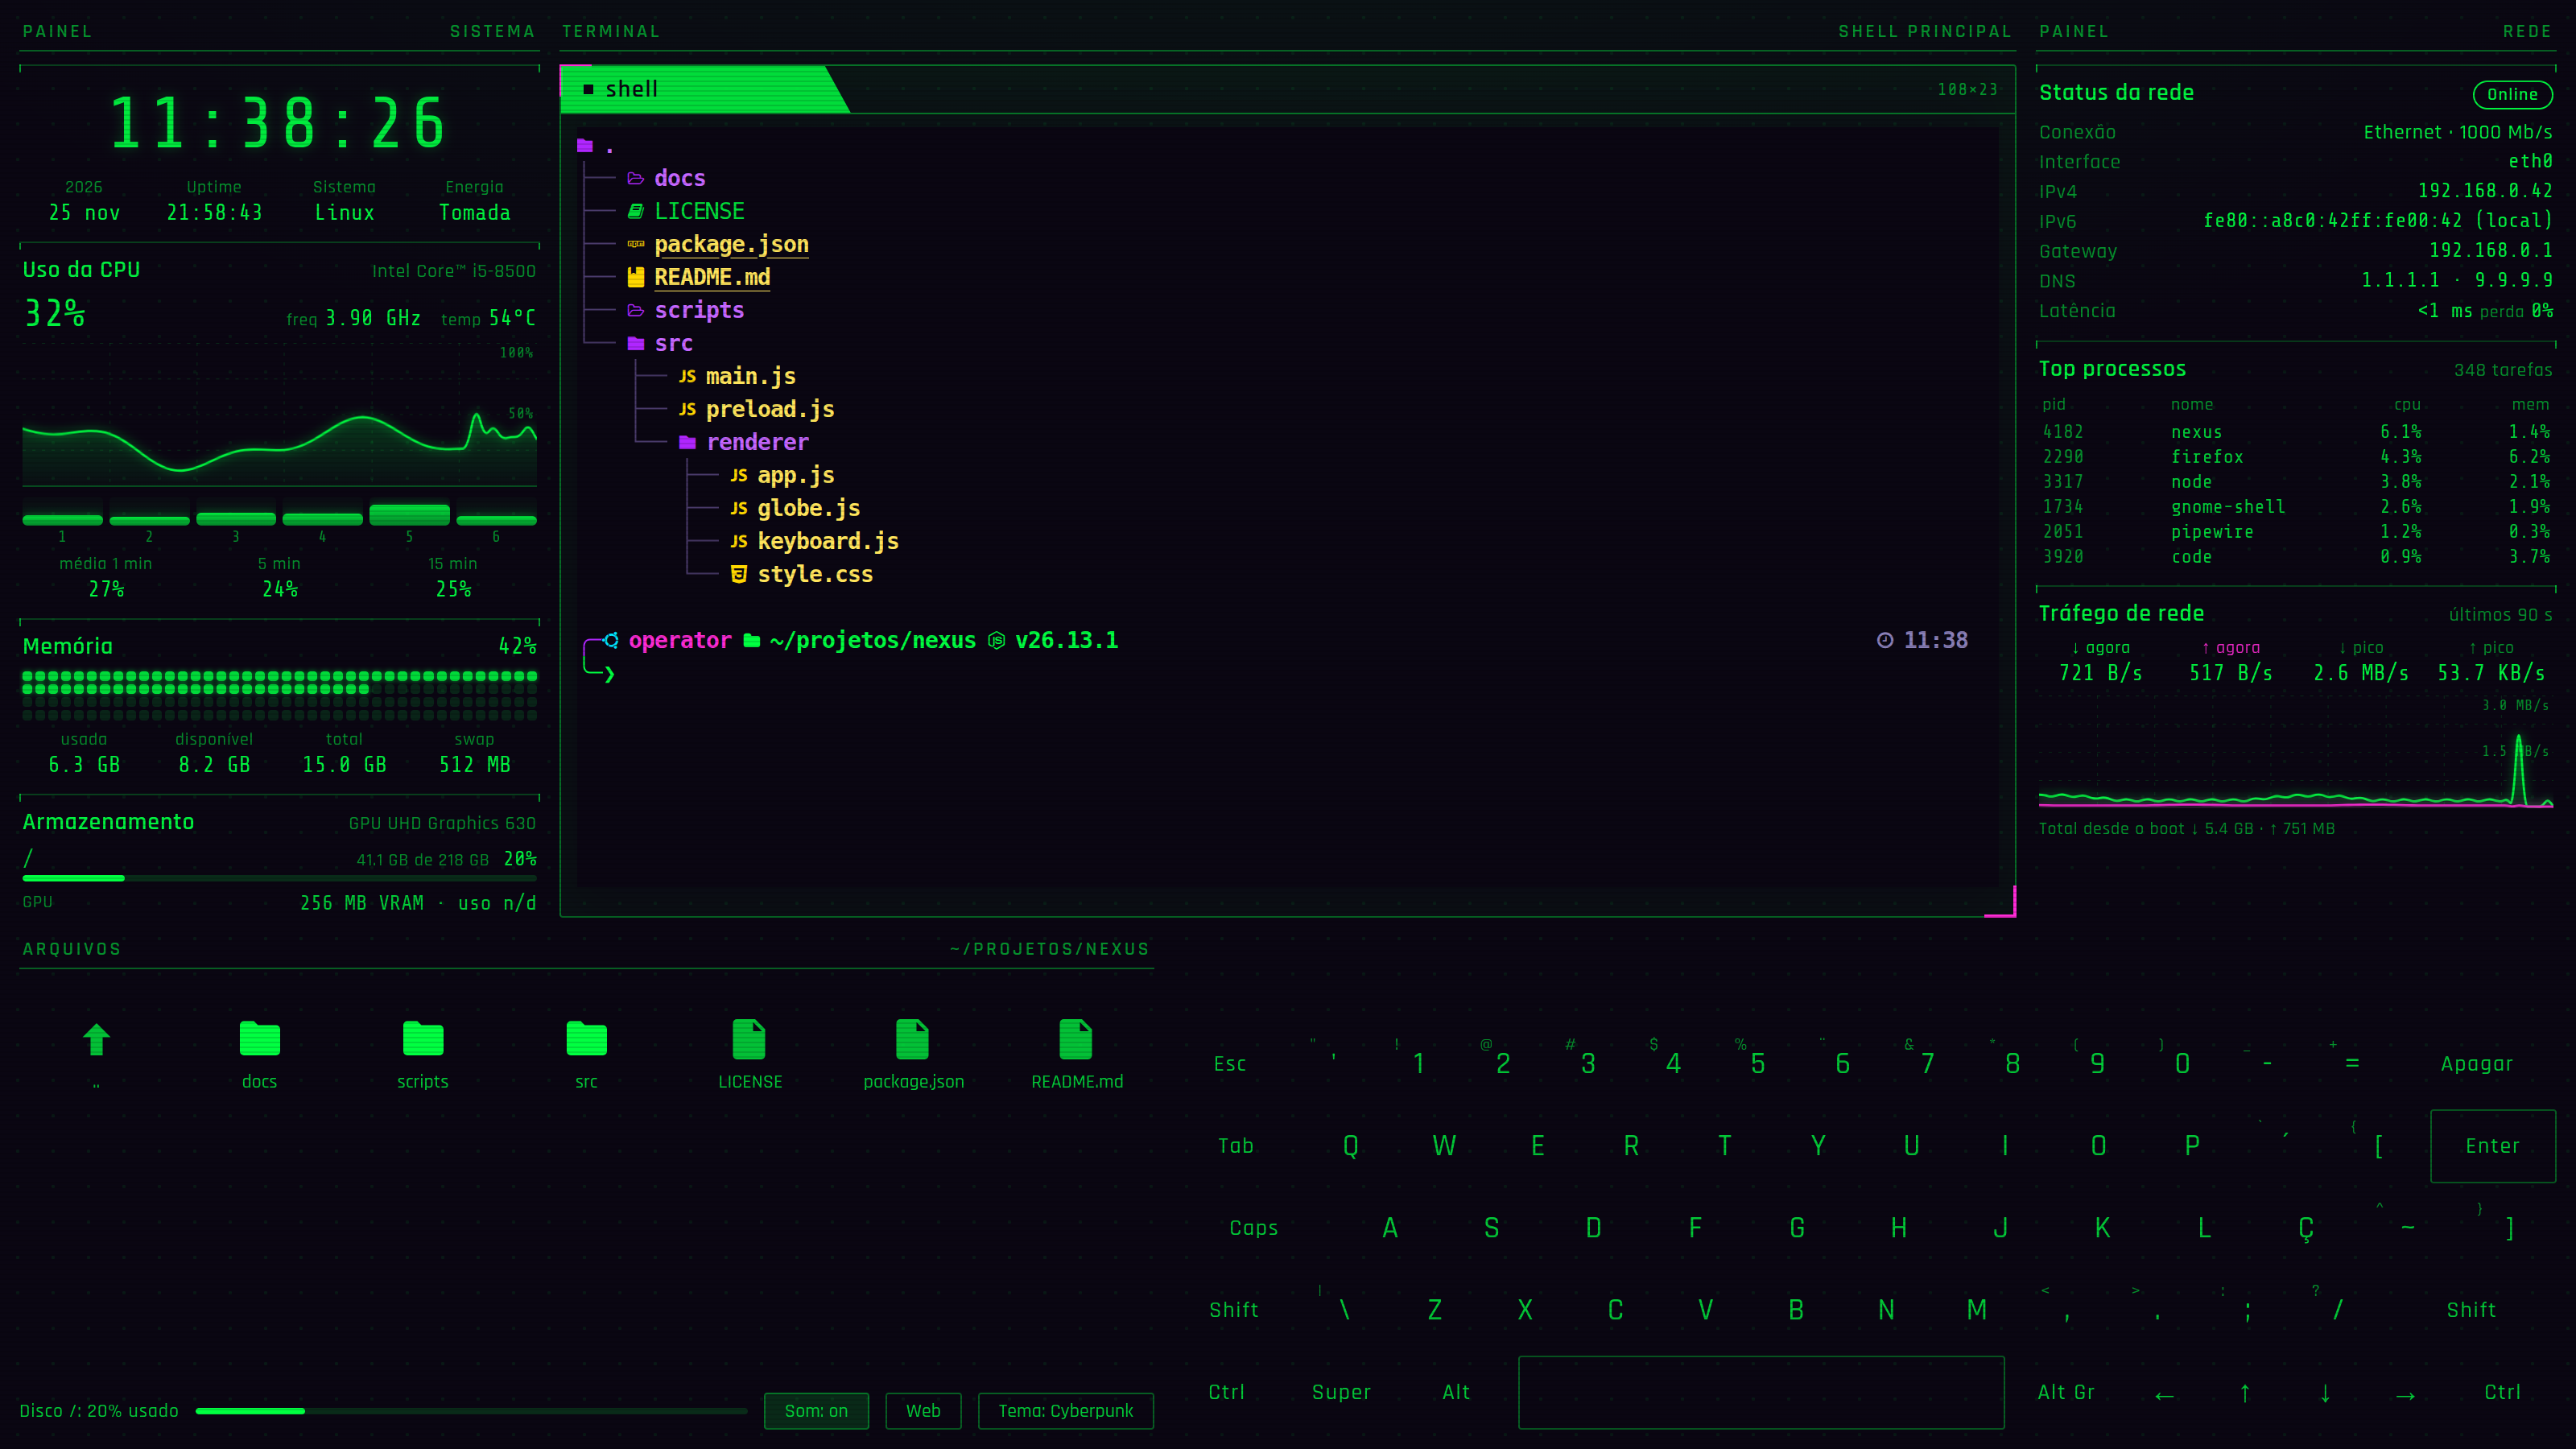 PAINEL SISTEMA
11:38:26
2026 Uptime Sistema Energia
25 nov 21:58:43 Linux Tomada
Uso da CPU Intel Core™ i5-8500
32% freq 3.90 GHz temp 54°C
100%
50%
1 2 3 4 5 6
média 1 min 5 min 15 min
27% 24% 25%
Memória 42%
usada disponível total swap
6.3 GB 8.2 GB 15.0 GB 512 MB
Armazenamento GPU UHD Graphics 630
/ 41.1 GB de 218 GB 20%
GPU 256 MB VRAM · uso n/d
TERMINAL SHELL PRINCIPAL
shell 108×23
.
docs
LICENSE
package.json
README.md
scripts
src
JS main.js
JS preload.js
renderer
JS app.js
JS globe.js
JS keyboard.js
style.css
operator ~/projetos/nexus v26.13.1 11:38
❯
PAINEL REDE
Status da rede Online
Conexão Ethernet · 1000 Mb/s
Interface eth0
IPv4 192.168.0.42
IPv6 fe80::a8c0:42ff:fe00:42 (local)
Gateway 192.168.0.1
DNS 1.1.1.1 · 9.9.9.9
Latência <1 ms perda 0%
Top processos 348 tarefas
pid nome cpu mem
4182 nexus 6.1% 1.4%
2290 firefox 4.3% 6.2%
3317 node 3.8% 2.1%
1734 gnome-shell 2.6% 1.9%
2051 pipewire 1.2% 0.3%
3920 code 0.9% 3.7%
Tráfego de rede últimos 90 s
↓ agora ↑ agora ↓ pico ↑ pico
721 B/s 517 B/s 2.6 MB/s 53.7 KB/s
3.0 MB/s
1.5 MB/s
Total desde o boot ↓ 5.4 GB · ↑ 751 MB
ARQUIVOS ~/PROJETOS/NEXUS
.. docs scripts src LICENSE package.json README.md
Disco /: 20% usado Som: on Web Tema: Cyberpunk
Esc " ' ! 1 @ 2 # 3 $ 4 % 5 ¨ 6 & 7 * 8 ( 9 ) 0 _ - + = Apagar
Tab Q W E R T Y U I O P ` ´ { [ Enter
Caps A S D F G H J K L Ç ^ ~ } ]
Shift | \ Z X C V B N M < , > . : ; ? / Shift
Ctrl Super Alt Alt Gr ← ↑ ↓ → Ctrl